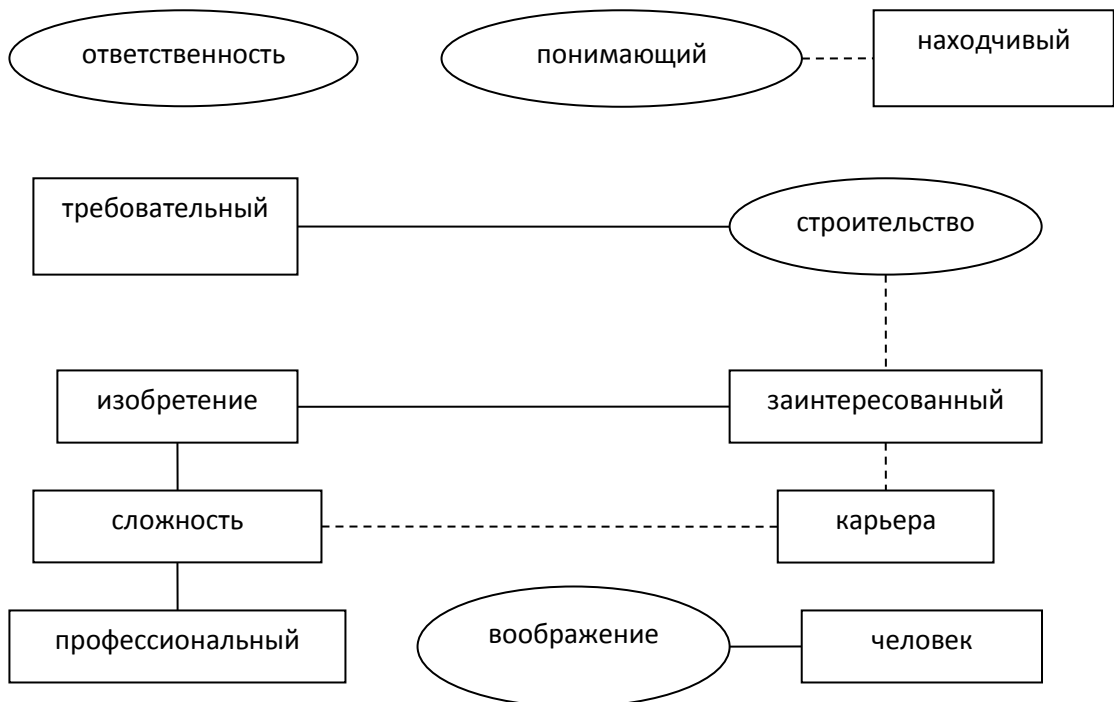 ответственность
понимающий
находчивый
требовательный
строительство
изобретение
заинтересованный
сложность
карьера
профессиональный
воображение
человек